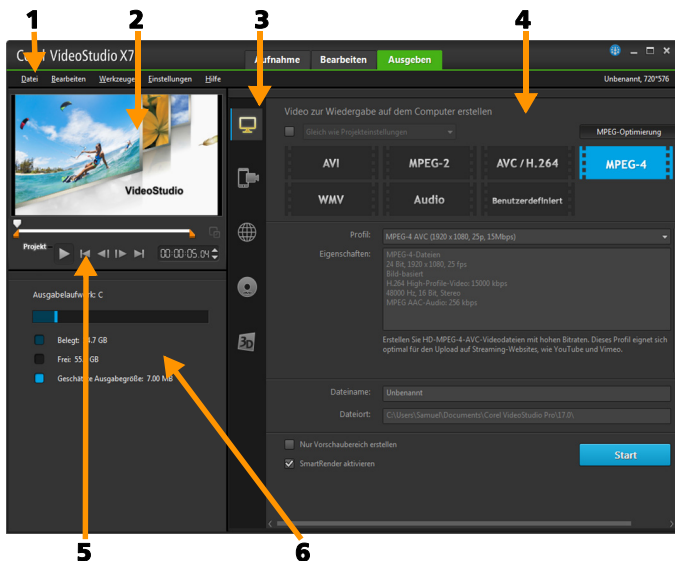 1 2 3 4
Corel VideoStudio X7
Aufnahme Bearbeiten Ausgeben
Datei Bearbeiten Werkzeuge Einstellungen Hilfe
Unbenannt, 720*576
Video zur Wiedergabe auf dem Computer erstellen
Gleich wie Projekteinstellungen
MPEG-Optimierung
AVI MPEG-2 AVC/H.264 MPEG-4
WMV Audio Benutzerdefiniert
VideoStudio
Projekt
00:00:05.04
Profil: MPEG-4 AVC (1920 x 1080, 25p, 15Mbps)
Eigenschaften: MPEG-4-Dateien
24 Bit, 1920 x 1080, 25 fps
Bild-basiert
H.264 High-Profile-Video: 15000 kbps
48000 Hz, 16 Bit, Stereo
MPEG AAC-Audio: 256 kbps
Erstellen Sie HD-MPEG-4-AVC-Videodateien mit hohen Bitraten. Dieses Profil eignet sich
optimal für den Upload auf Streaming-Websites, wie YouTube und Vimeo.
Ausgabelaufwerk: C
Belegt: 4.7 GB
Frei: 55. GB
Geschätzte Ausgabegröße: 7.00 MB
3D
Dateiname: Unbenannt
Dateiort: C:\Users\Samuel\Documents\Corel VideoStudio Pro\17.0\
Nur Vorschaubereich erstellen
SmartRender aktivieren
Start
5 6